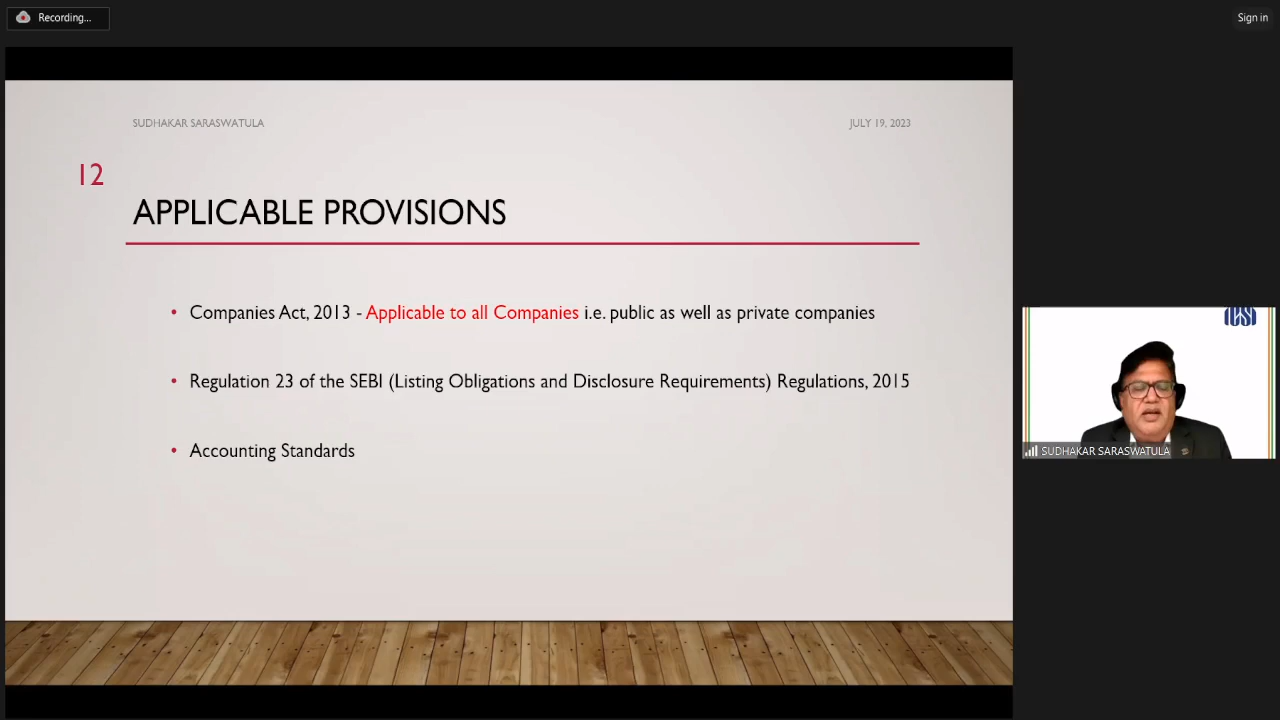 Recording...
Sign in
SUDHAKAR SARASWATULA
JULY 19, 2023
12
APPLICABLE PROVISIONS
• Companies Act, 2013 - Applicable to all Companies i.e. public as well as private companies
• Regulation 23 of the SEBI (Listing Obligations and Disclosure Requirements) Regulations, 2015
• Accounting Standards
ICSI
SUDHAKAR SARASWATULA